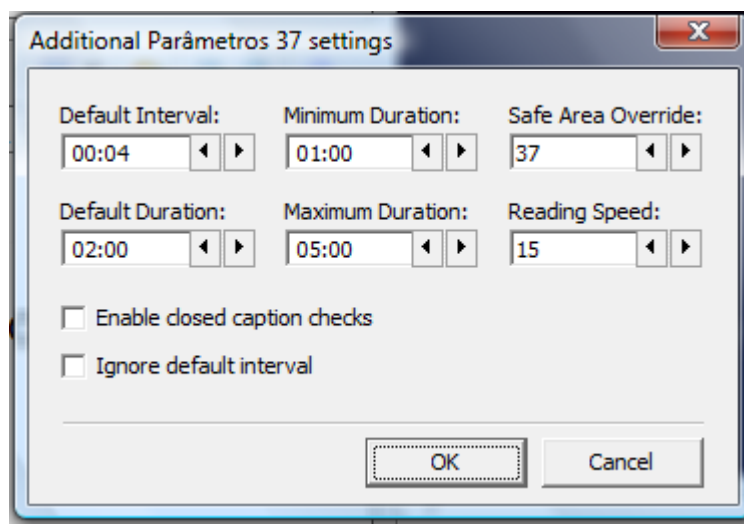 Additional Parâmetros 37 settings
Default Interval: Minimum Duration: Safe Area Override:
00:04 01:00 37
Default Duration: Maximum Duration: Reading Speed:
02:00 05:00 15
Enable closed caption checks
Ignore default interval
OK Cancel